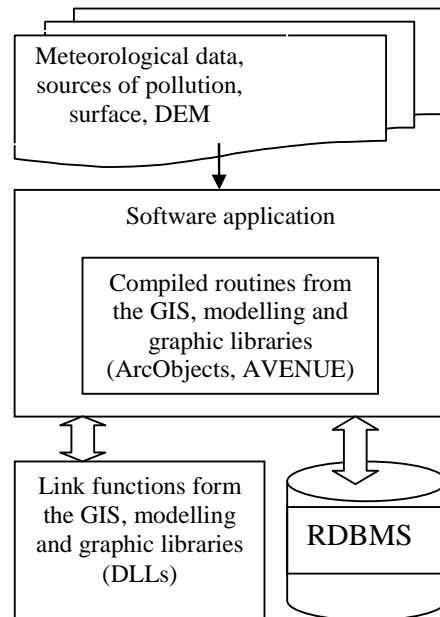 Meteorological data,
sources of pollution,
surface, DEM
Software application
Compiled routines from
the GIS, modelling and
graphic libraries
(ArcObjects, AVENUE)
Link functions form
the GIS, modelling
and graphic libraries
(DLLs)
RDBMS